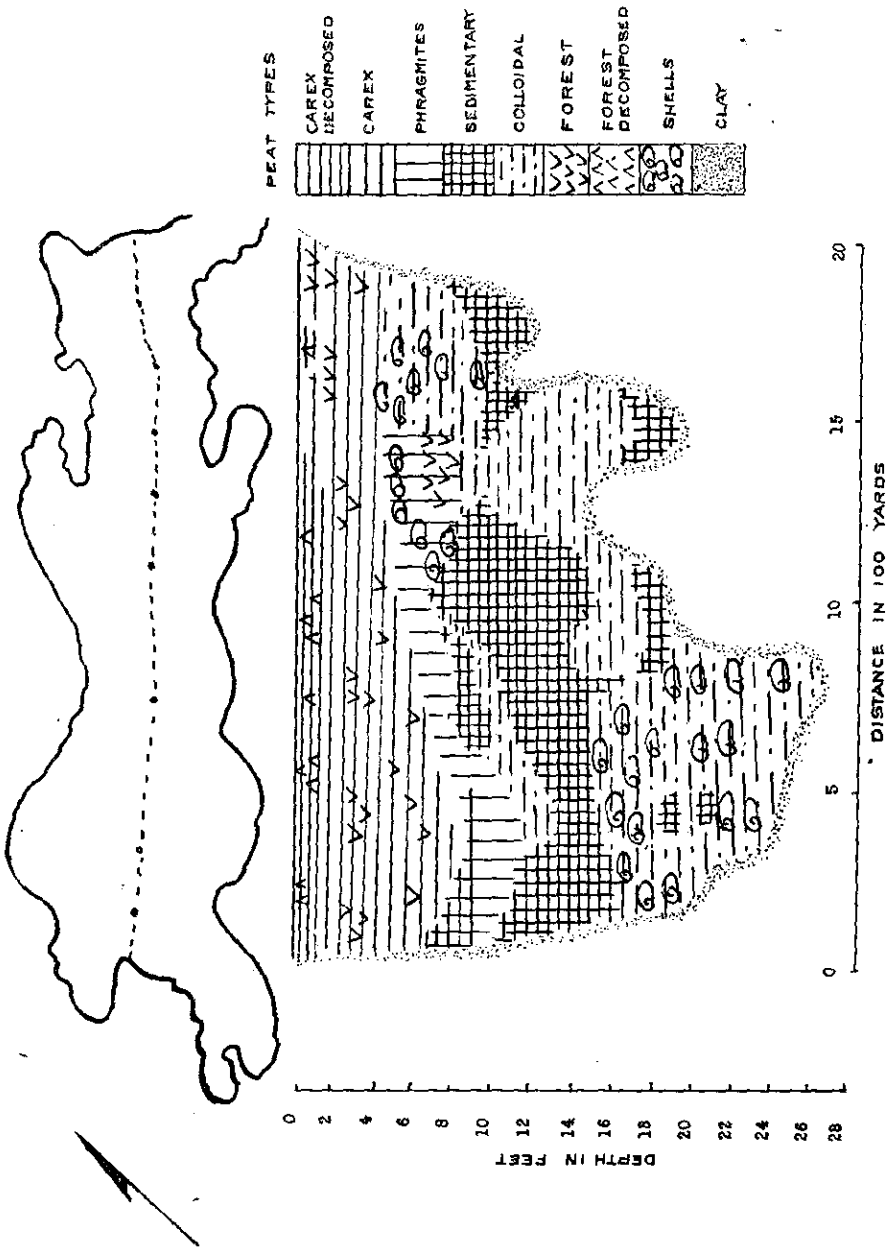 PEAT TYPES
CAREX
DECOMPOSED
CAREX
PHRAGMITES
SEDIMENTARY
COLLOIDAL
FOREST
FOREST
DECOMPOSED
SHELLS
CLAY
0
2
4
6
8
10
12
14
16
18
20
22
24
26
28
DEPTH IN FEET
0
5
10
15
20
DISTANCE IN 100 YARDS